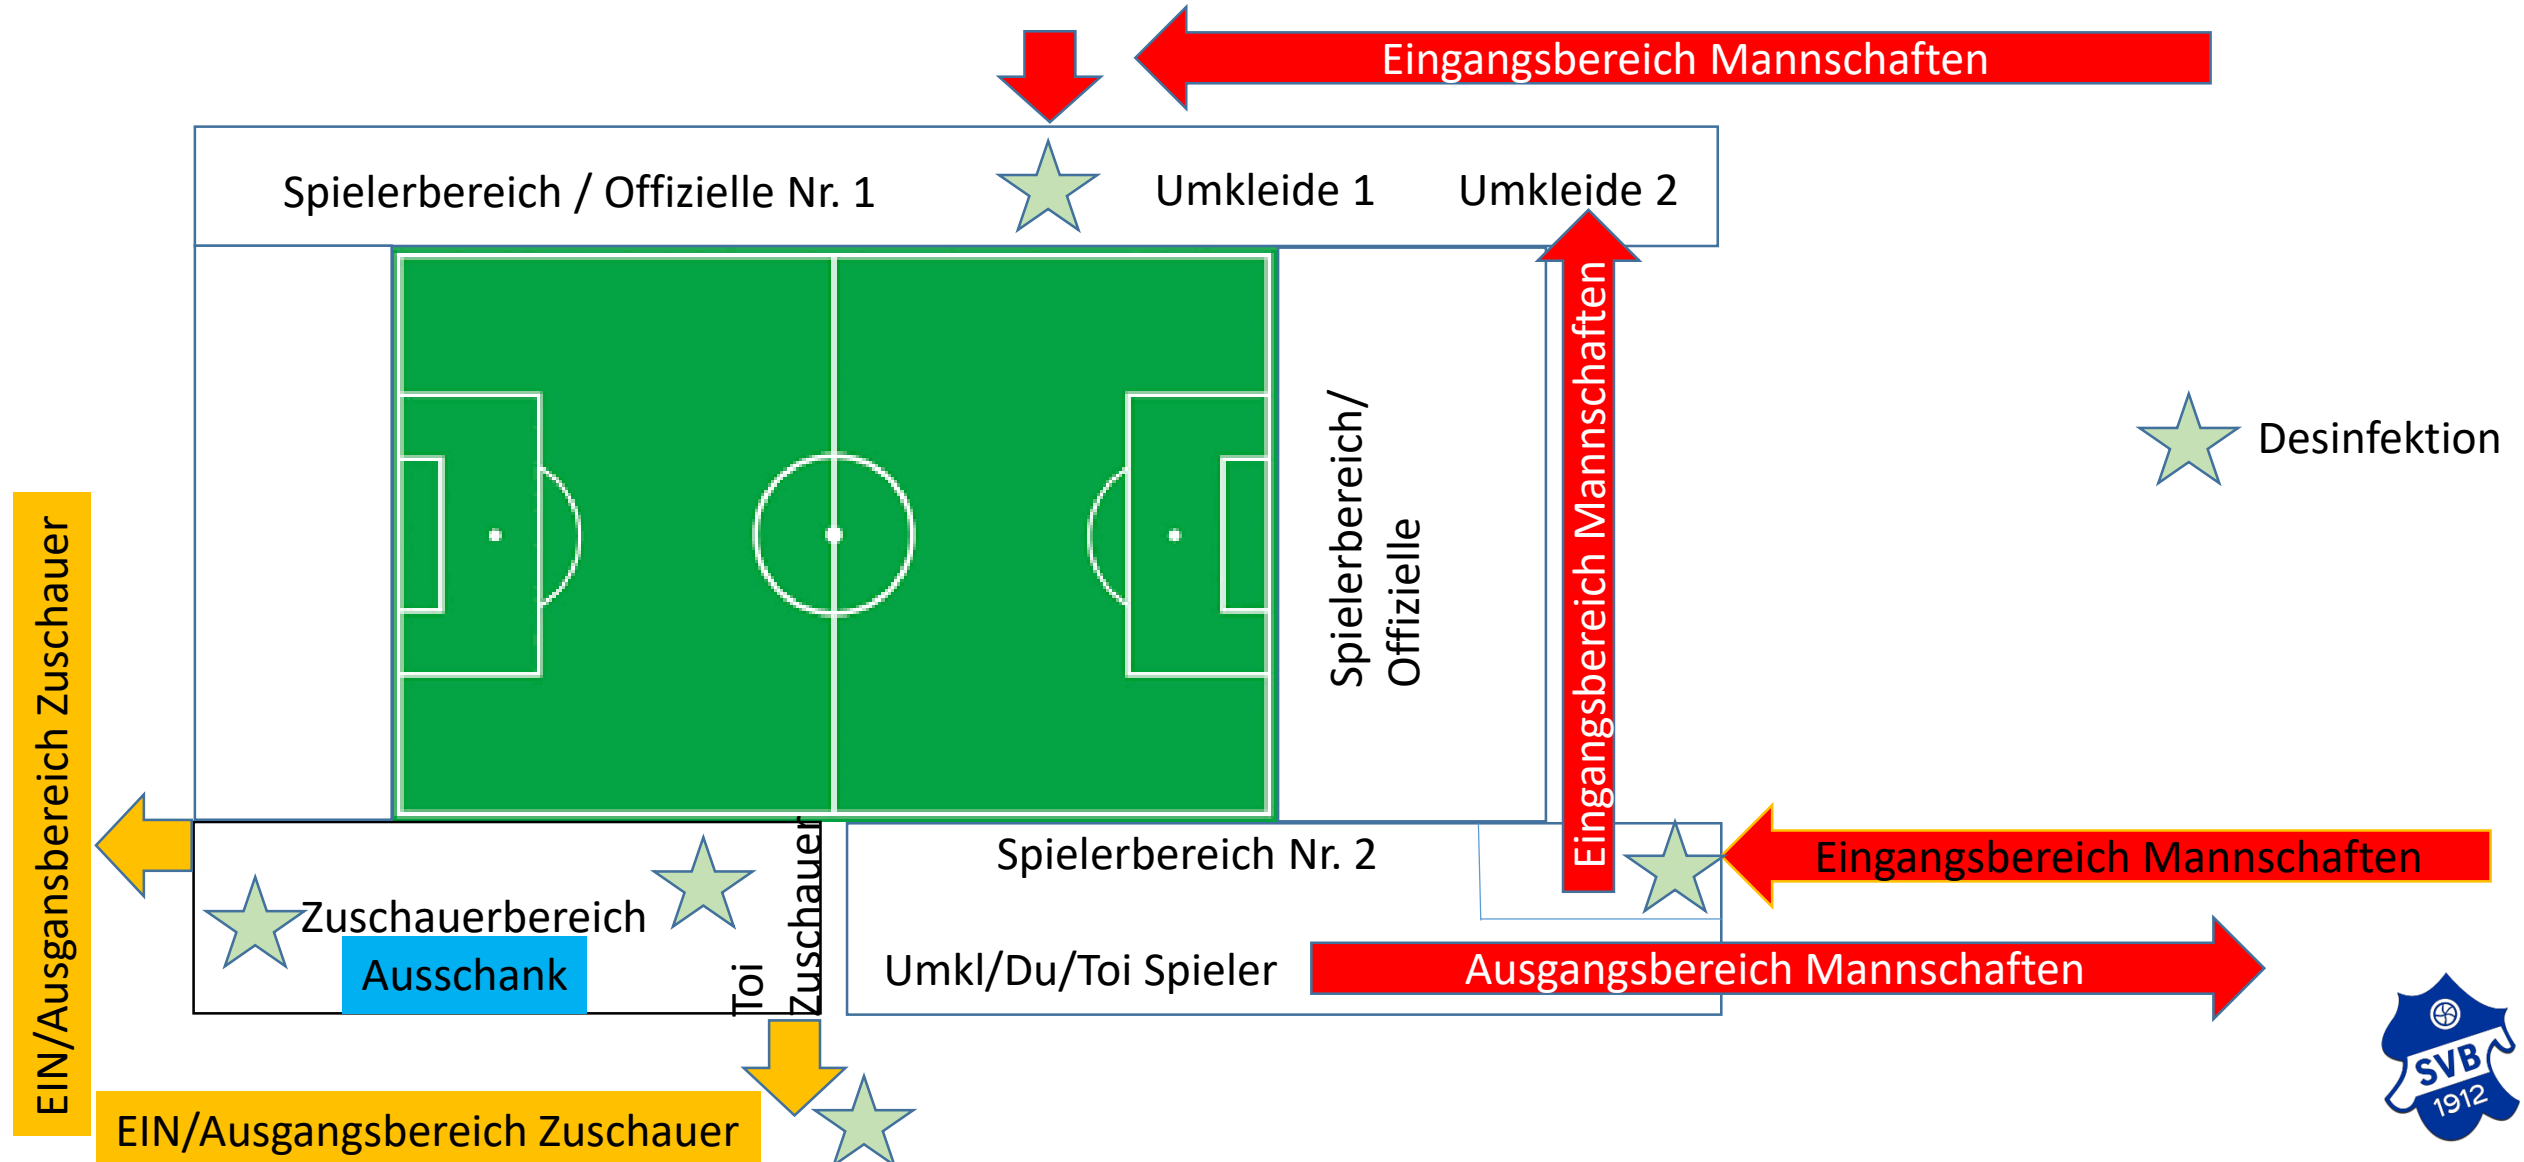 Eingangsbereich Mannschaften
Spielerbereich / Offizielle Nr. 1
Umkleide 1
Umkleide 2
Eingangsbereich Mannschaften
Spielerbereich/
Offizielle
Desinfektion
EIN/Ausgansbereich Zuschauer
Spielerbereich Nr. 2
Eingangsbereich Mannschaften
Zuschauerbereich
Ausschank
Toi
Zuschauer
Umkl/Du/Toi Spieler
Ausgangsbereich Mannschaften
EIN/Ausgangsbereich Zuschauer
SVB
1912